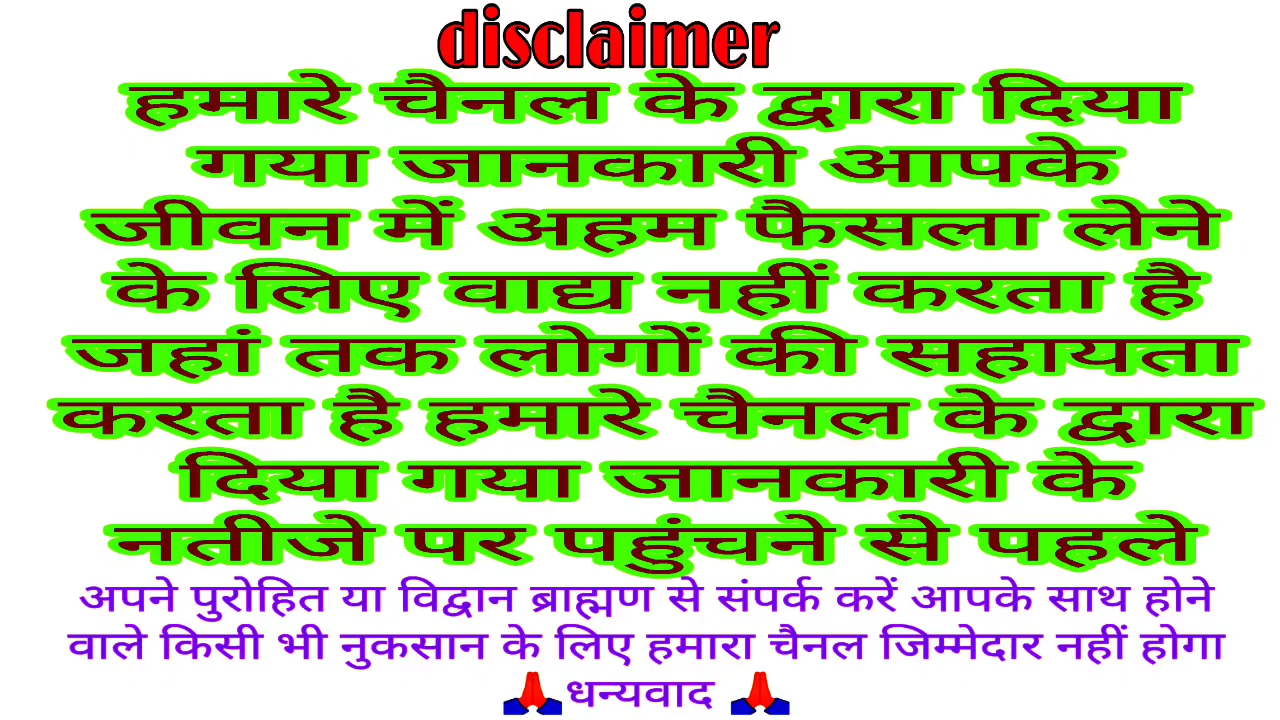 disclaimer
हमारे चैनल के द्वारा दिया
गया जानकारी आपके
जीवन में अहम फैसला लेने
के लिए वाद्य नहीं करता है
जहां तक लोगों की सहायता
करता है हमारे चैनल के द्वारा
दिया गया जानकारी के
नतीजे पर पहुंचने से पहले
अपने पुरोहित या विद्वान ब्राह्मण से संपर्क करें आपके साथ होने
वाले किसी भी नुकसान के लिए हमारा चैनल जिम्मेदार नहीं होगा
🙏धन्यवाद 🙏